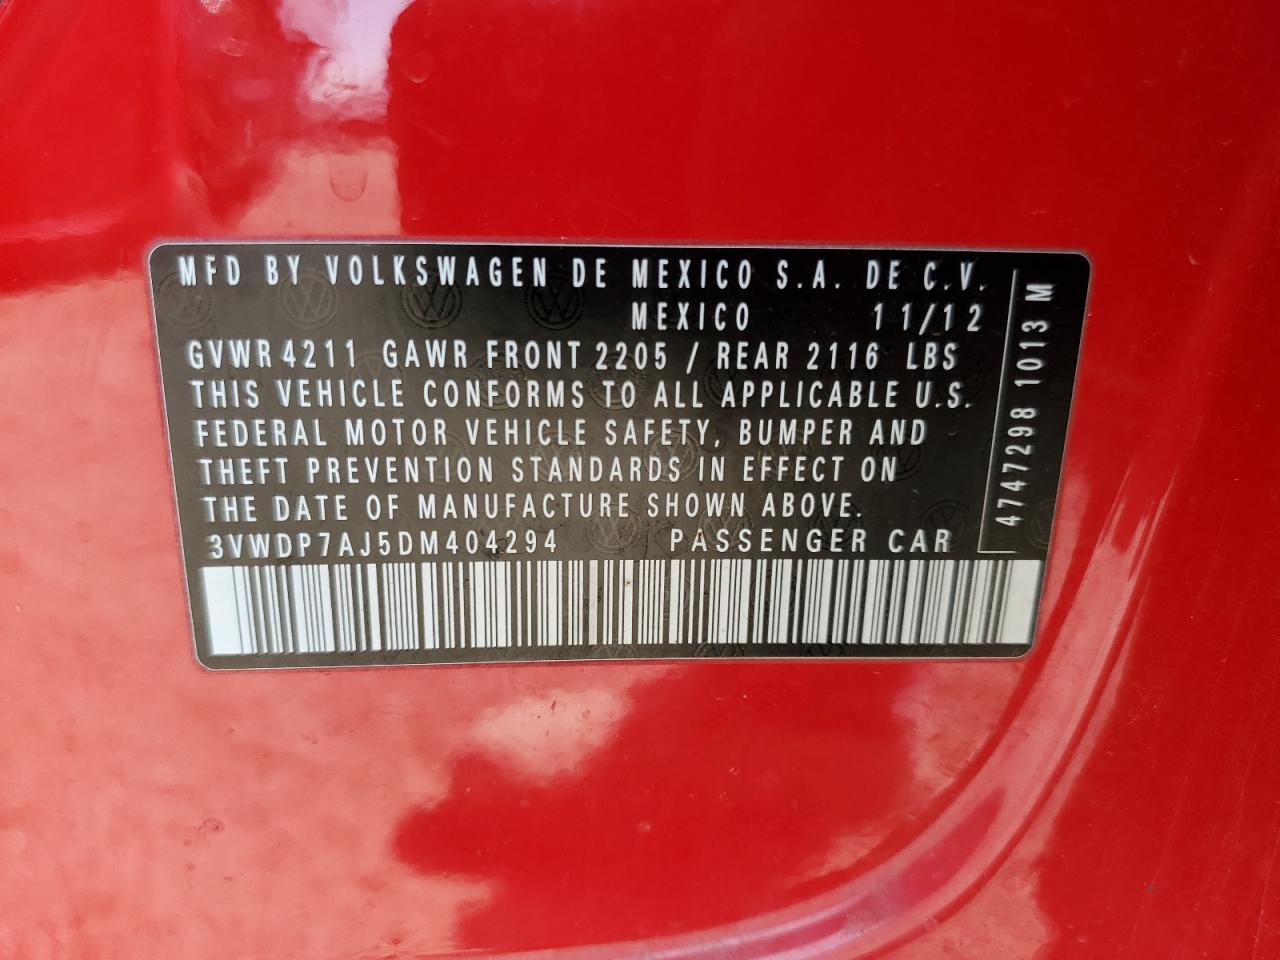 MFD BY VOLKSWAGEN DE MEXICO S.A. DE C.V.
MEXICO 11/12
GVWR 4211 GAWR FRONT 2205 / REAR 2116 LBS
THIS VEHICLE CONFORMS TO ALL APPLICABLE U.S.
FEDERAL MOTOR VEHICLE SAFETY, BUMPER AND
THEFT PREVENTION STANDARDS IN EFFECT ON
THE DATE OF MANUFACTURE SHOWN ABOVE.
3VWDP7AJ5DM404294 PASSENGER CAR
4747298 1013 M